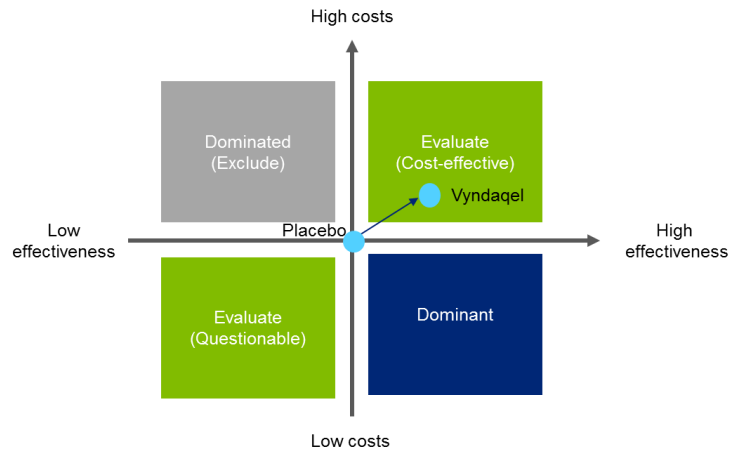 High costs
Dominated
(Exclude)
Evaluate
(Cost-effective)
Vyndaqel
Placebo
Low
effectiveness
High
effectiveness
Evaluate
(Questionable)
Dominant
Low costs